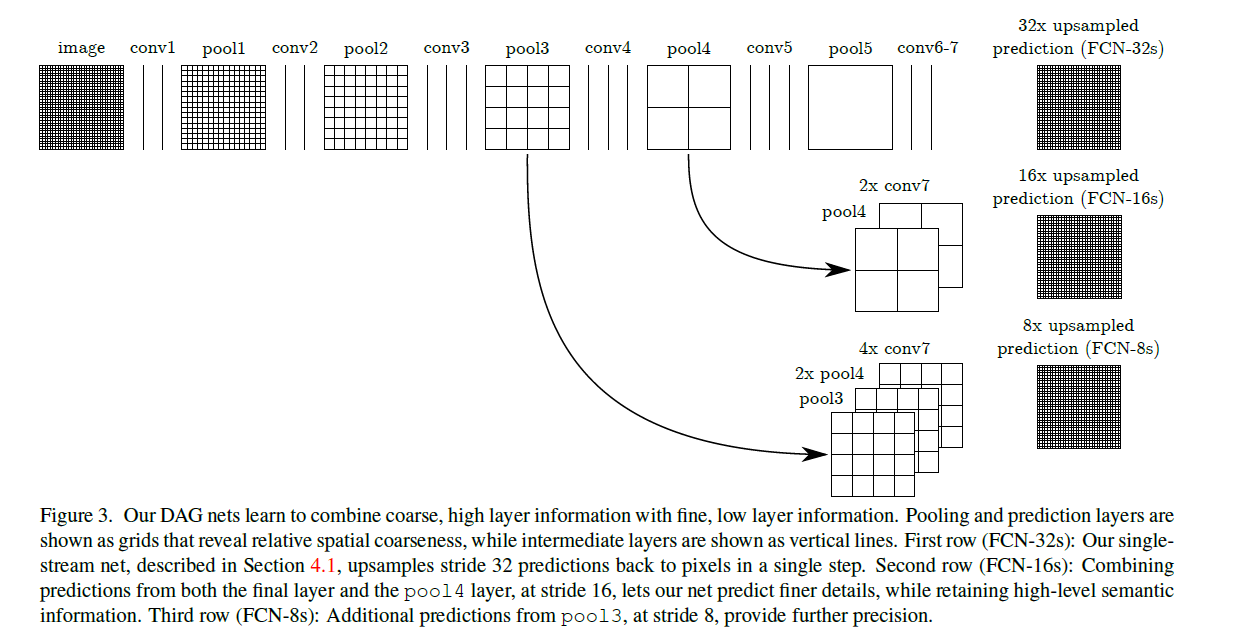 image conv1 pool1 conv2 pool2 conv3 pool3 conv4 pool4 conv5 pool5 conv6-7
32x upsampled
prediction (FCN-32s)
16x upsampled
prediction (FCN-16s)
2x conv7
pool4
8x upsampled
prediction (FCN-8s)
4x conv7
2x pool4
pool3
Figure 3. Our DAG nets learn to combine coarse, high layer information with fine, low layer information. Pooling and prediction layers are
shown as grids that reveal relative spatial coarseness, while intermediate layers are shown as vertical lines. First row (FCN-32s): Our single-
stream net, described in Section 4.1, upsamples stride 32 predictions back to pixels in a single step. Second row (FCN-16s): Combining
predictions from both the final layer and the pool4 layer, at stride 16, lets our net predict finer details, while retaining high-level semantic
information. Third row (FCN-8s): Additional predictions from pool3, at stride 8, provide further precision.